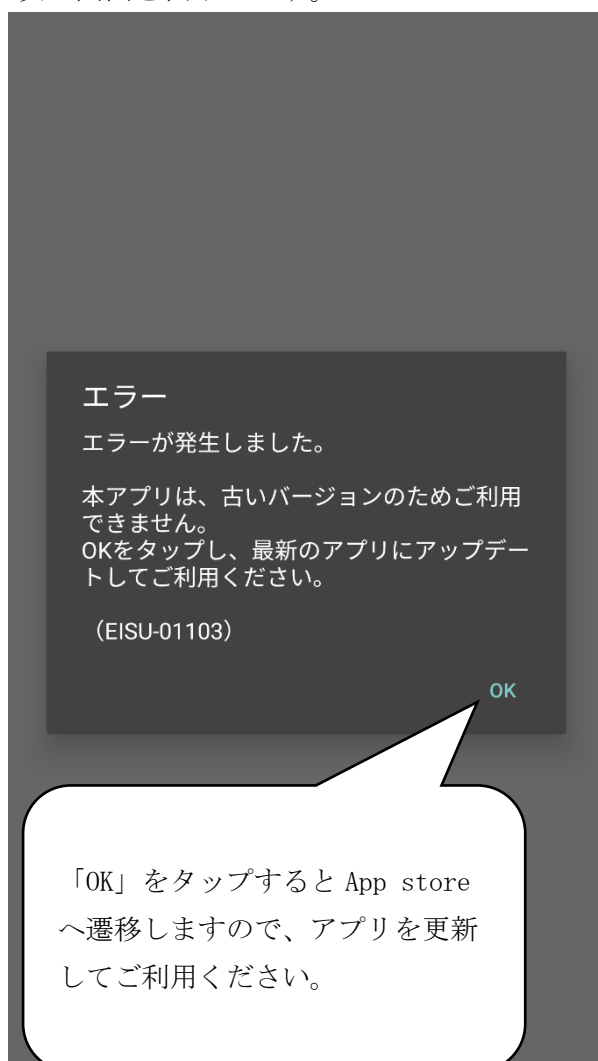 エラー
エラーが発生しました。
本アプリは、古いバージョンのためご利用
できません。
OKをタップし、最新のアプリにアップデー
トしてご利用ください。
（EISU-01103）
OK
「OK」をタップすると App store
へ遷移しますので、アプリを更新
してご利用ください。